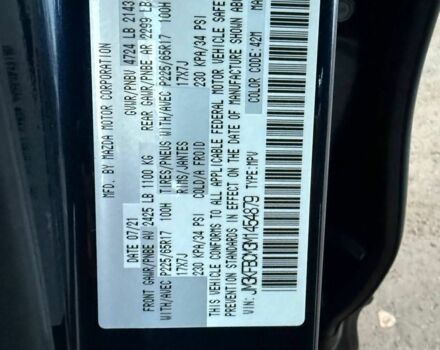 MFD. BY MAZDA MOTOR CORPORATION
DATE: 07/21 GVWR/PNBV 4724 LB 2143
FRONT GAWR/PNBE AV 2425 LB 1100 KG REAR GAWR/PNBE AR 2299 LB
WITH/AVEC P225/65R17 100H TIRES/PNEUS WITH/AVEC P225/65R17 100H
17X7J RIMS/JANTES 17X7J
230 KPA/34 PSI COLD/A FROID 230 KPA/34 PSI
THIS VEHICLE CONFORMS TO ALL APPLICABLE FEDERAL MOTOR VEHICLE SAFETY
PREVENTION STANDARDS IN EFFECT ON THE DATE OF MANUFACTURE
VIN: JM3KFBCM3M1454879 TYPE: MPV COLOR CODE: 42M
MADE